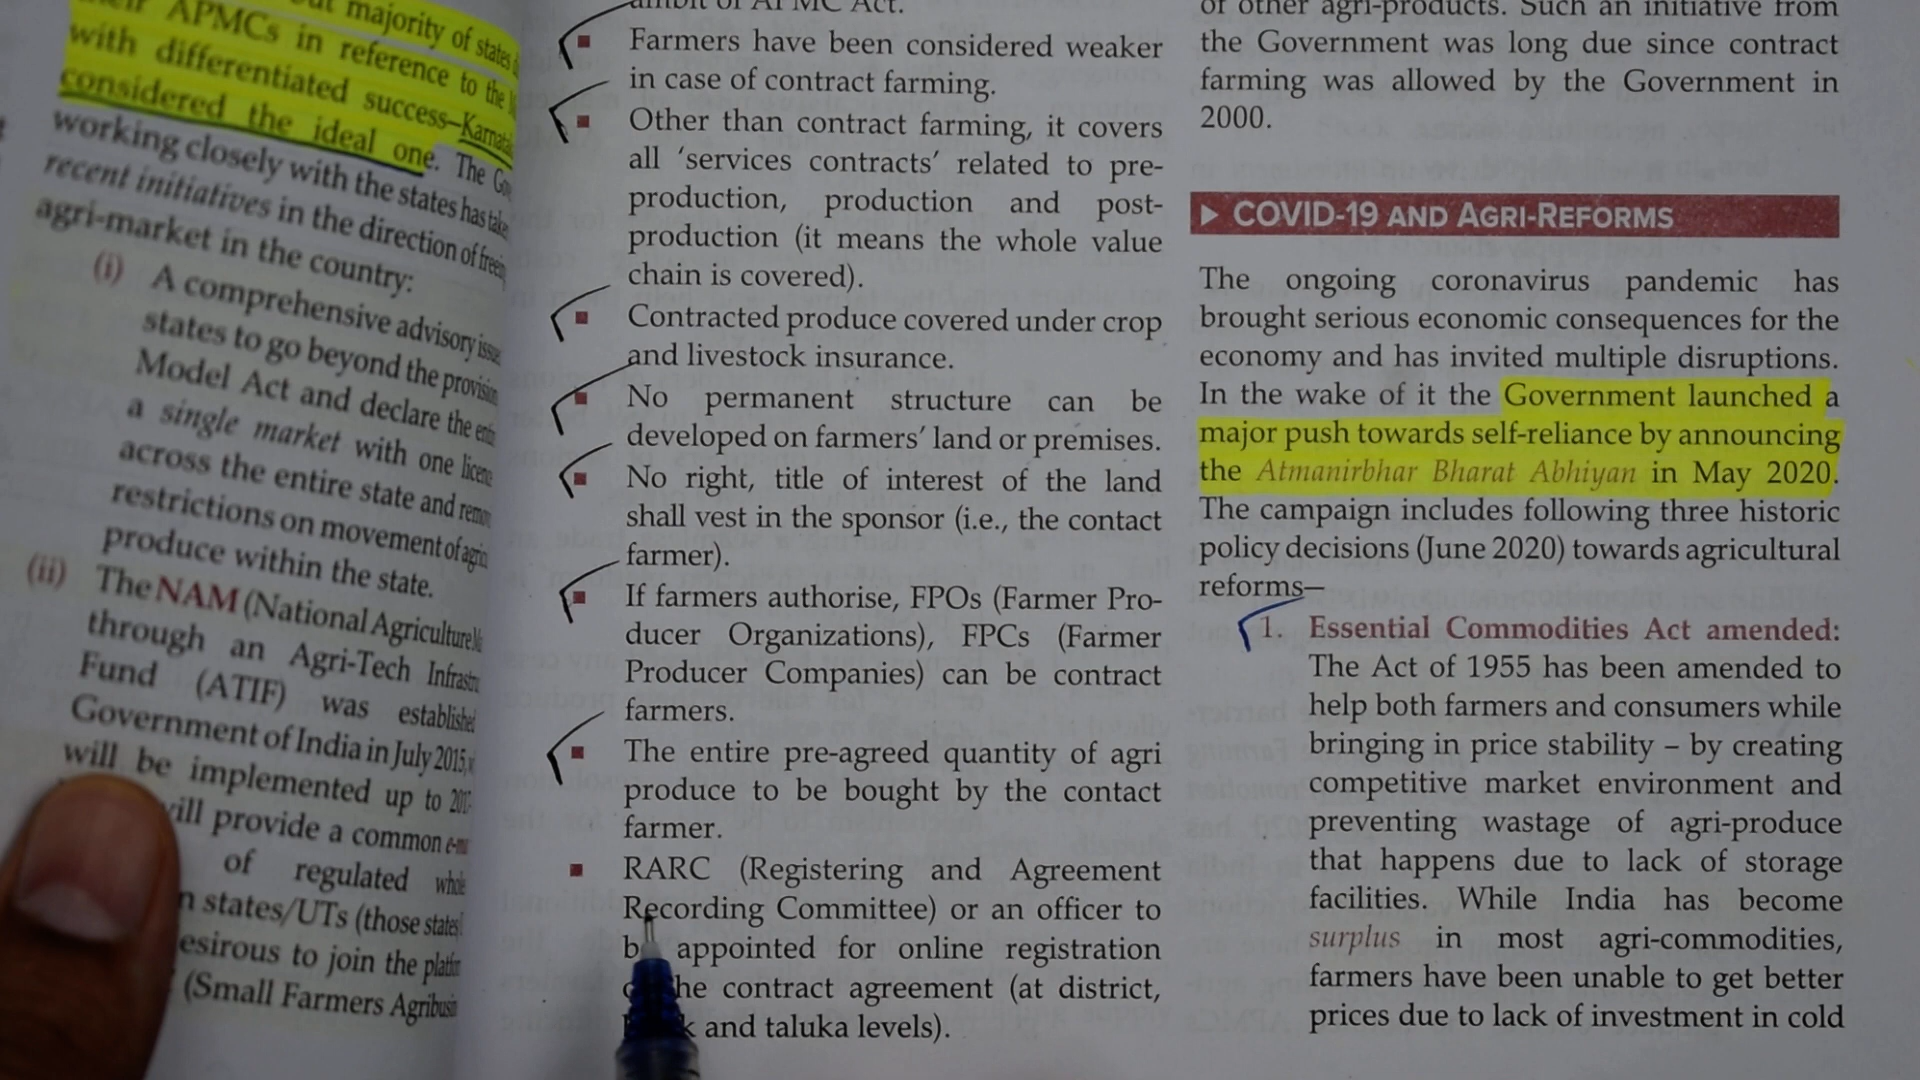 majority of states
APMCs in reference to the
with differentiated success–
considered the ideal one. The
working closely with the states has
recent initiatives in the direction of
agri-market in the country:
(i) A comprehensive advisory
states to go beyond the
Model Act and declare the
a single market with one
across the entire state and
restrictions on movement of
produce within the state.
(ii) The NAM (National Agriculture
through an Agri-Tech
Fund (ATIF) was
Government of India in July 2015,
will be implemented up to
will provide a common
of regulated
states/UTs (those states
to join the
(Small Farmers
of APMC Act.
▪ Farmers have been considered weaker
in case of contract farming.
▪ Other than contract farming, it covers
all ‘services contracts’ related to pre-
production, production and post-
production (it means the whole value
chain is covered).
▪ Contracted produce covered under crop
and livestock insurance.
▪ No permanent structure can be
developed on farmers’ land or premises.
▪ No right, title of interest of the land
shall vest in the sponsor (i.e., the contact
farmer).
▪ If farmers authorise, FPOs (Farmer Pro-
ducer Organizations), FPCs (Farmer
Producer Companies) can be contract
farmers.
▪ The entire pre-agreed quantity of agri
produce to be bought by the contact
farmer.
▪ RARC (Registering and Agreement
Recording Committee) or an officer to
appointed for online registration
the contract agreement (at district,
and taluka levels).
of other agri-products. Such an initiative from
the Government was long due since contract
farming was allowed by the Government in
2000.
▶ COVID-19 AND AGRI-REFORMS
The ongoing coronavirus pandemic has
brought serious economic consequences for the
economy and has invited multiple disruptions.
In the wake of it the Government launched a
major push towards self-reliance by announcing
the Atmanirbhar Bharat Abhiyan in May 2020.
The campaign includes following three historic
policy decisions (June 2020) towards agricultural
reforms—
1. Essential Commodities Act amended:
The Act of 1955 has been amended to
help both farmers and consumers while
bringing in price stability – by creating
competitive market environment and
preventing wastage of agri-produce
that happens due to lack of storage
facilities. While India has become
surplus in most agri-commodities,
farmers have been unable to get better
prices due to lack of investment in cold